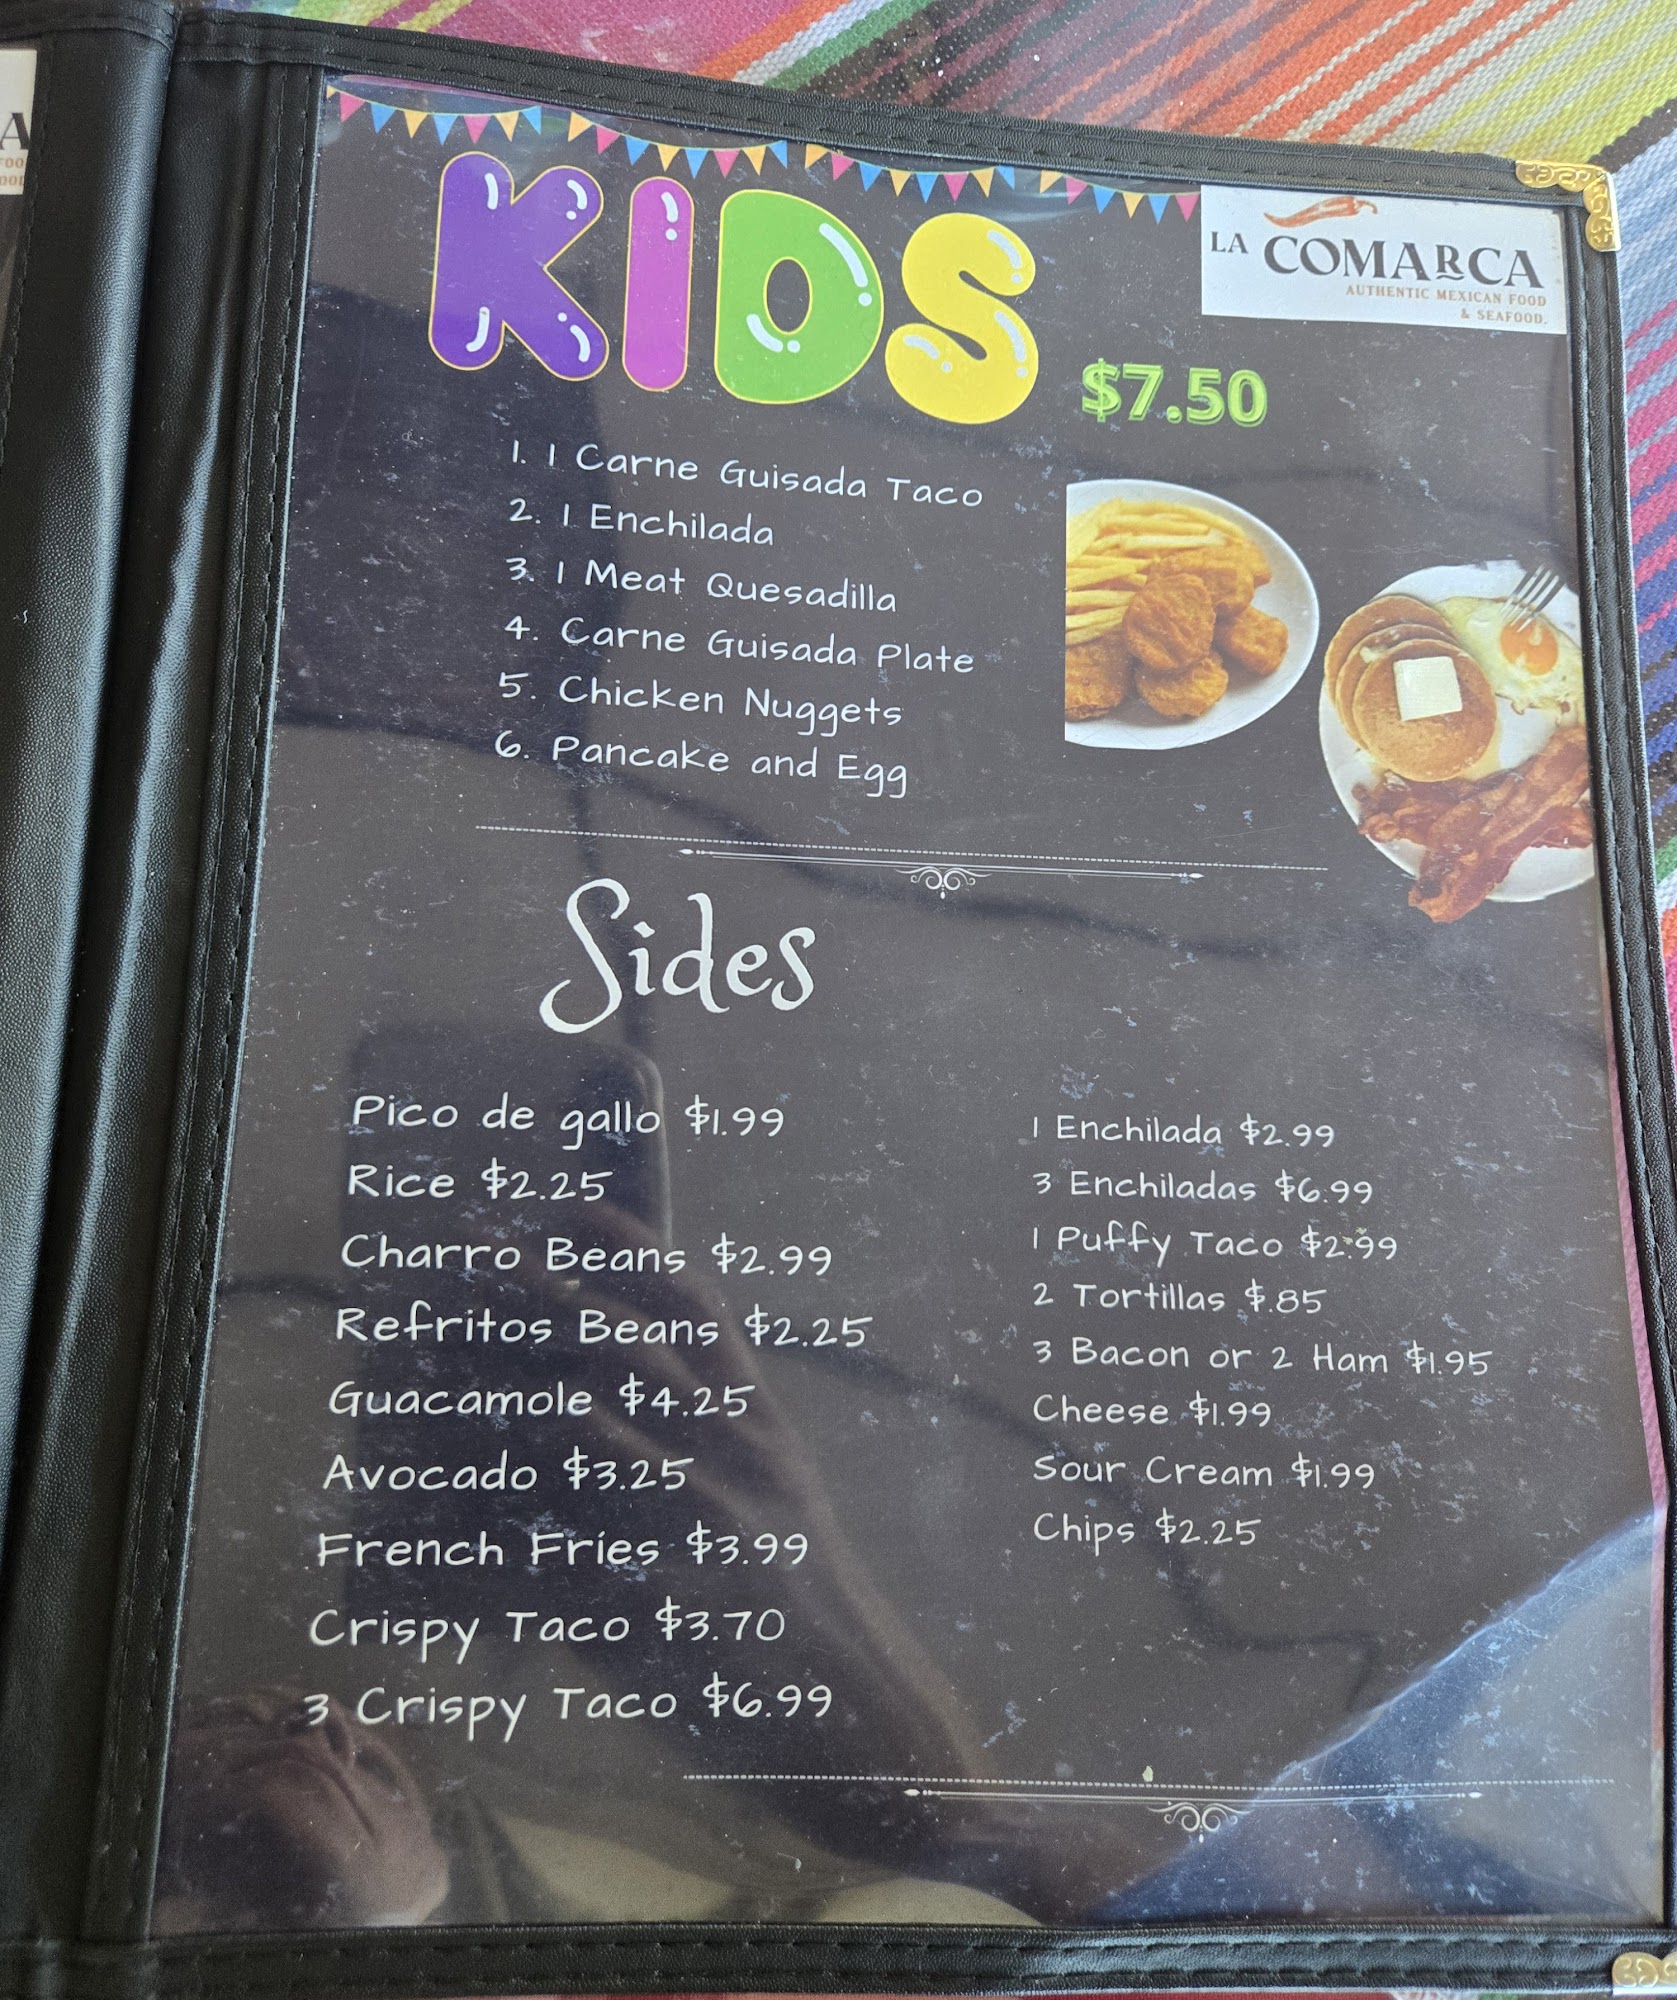 KIDS
LA COMARCA
AUTHENTIC MEXICAN FOOD
& SEAFOOD.
$7.50
1. 1 Carne Guisada Taco
2. 1 Enchilada
3. 1 Meat Quesadilla
4. Carne Guisada Plate
5. Chicken Nuggets
6. Pancake and Egg
Sides
Pico de gallo $1.99
Rice $2.25
Charro Beans $2.99
Refritos Beans $2.25
Guacamole $4.25
Avocado $3.25
French Fries $3.99
Crispy Taco $3.70
3 Crispy Taco $6.99
1 Enchilada $2.99
3 Enchiladas $6.99
1 Puffy Taco $2.99
2 Tortillas $.85
3 Bacon or 2 Ham $1.95
Cheese $1.99
Sour Cream $1.99
Chips $2.25